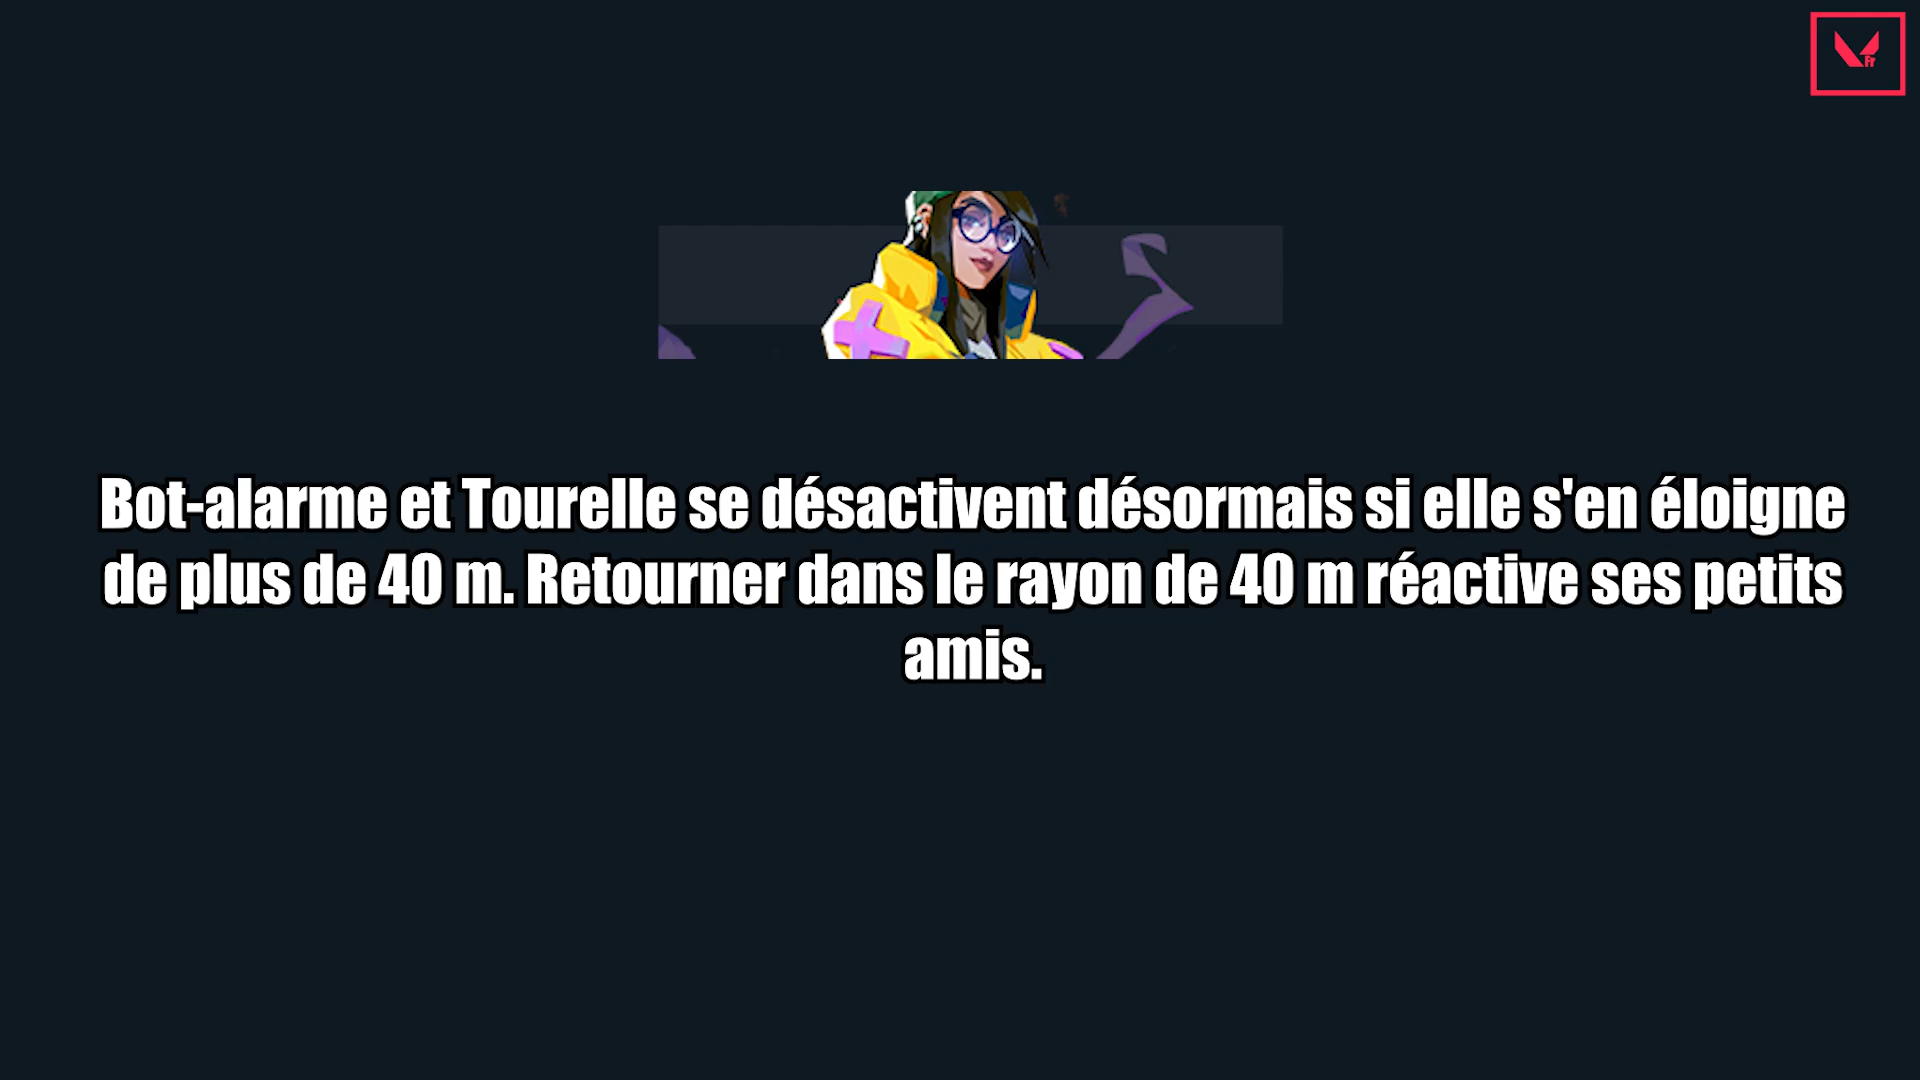 Fr
Bot-alarme et Tourelle se désactivent désormais si elle s'en éloigne
de plus de 40 m. Retourner dans le rayon de 40 m réactive ses petits
amis.